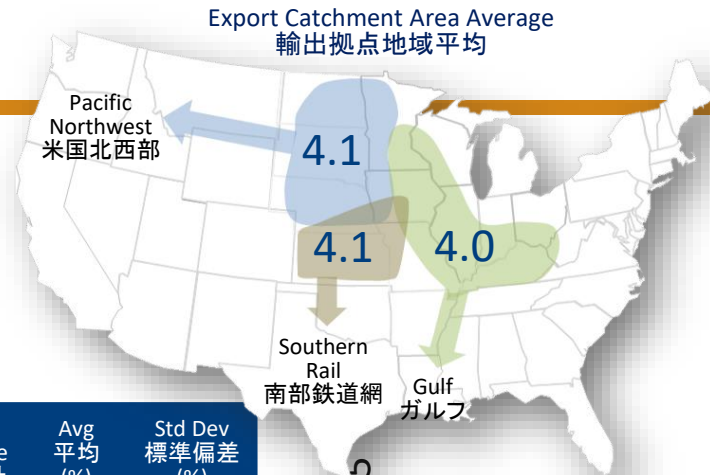 Export Catchment Area Average
輸出拠点地域平均
Pacific
Northwest
米国北西部
4.1
4.1
4.0
Southern
Rail
南部鉄道網
Gulf
ガルフ
Avg
平均
(%)
Std Dev
標準偏差
(%)